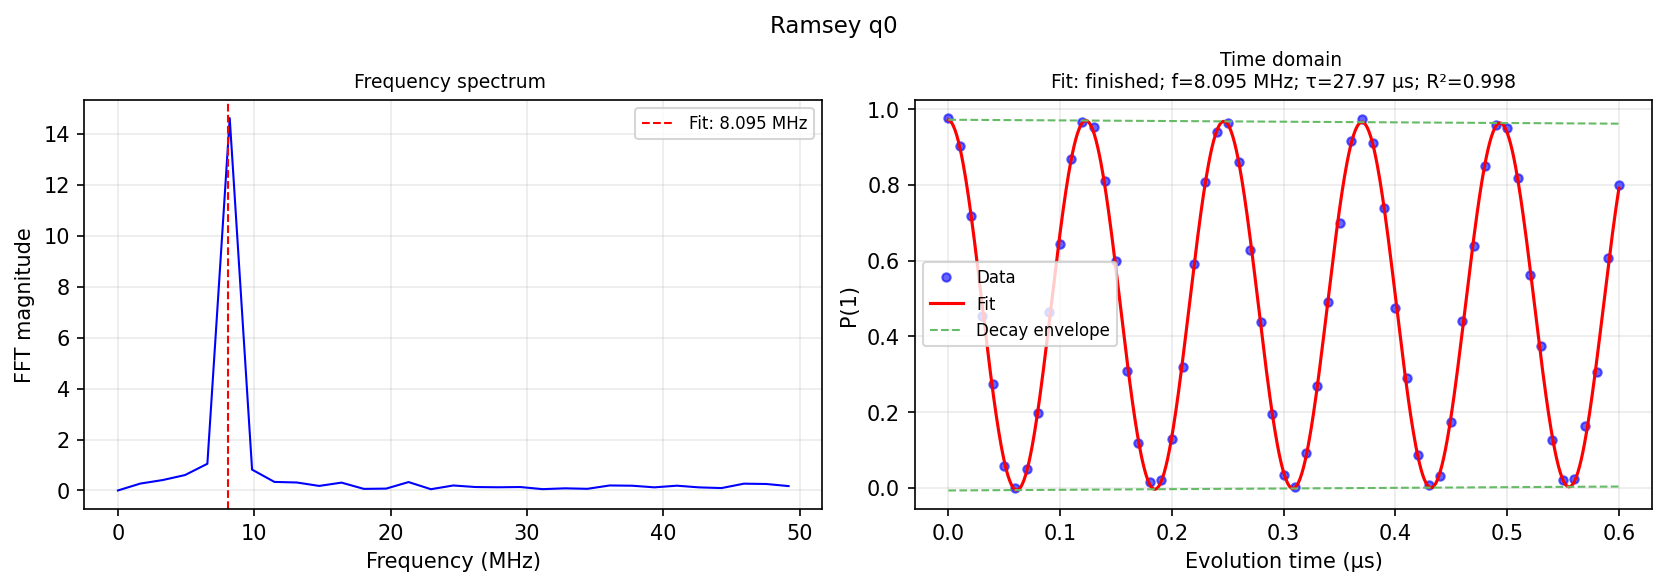 Ramsey q0
Frequency spectrum
FFT magnitude
14
12
10
8
6
4
2
0
Fit: 8.095 MHz
0
10
20
30
40
50
Frequency (MHz)
Time domain
Fit: finished; f=8.095 MHz; τ=27.97 μs; R²=0.998
P(1)
1.0
0.8
0.6
0.4
0.2
0.0
Data
Fit
Decay envelope
0.0
0.1
0.2
0.3
0.4
0.5
0.6
Evolution time (μs)